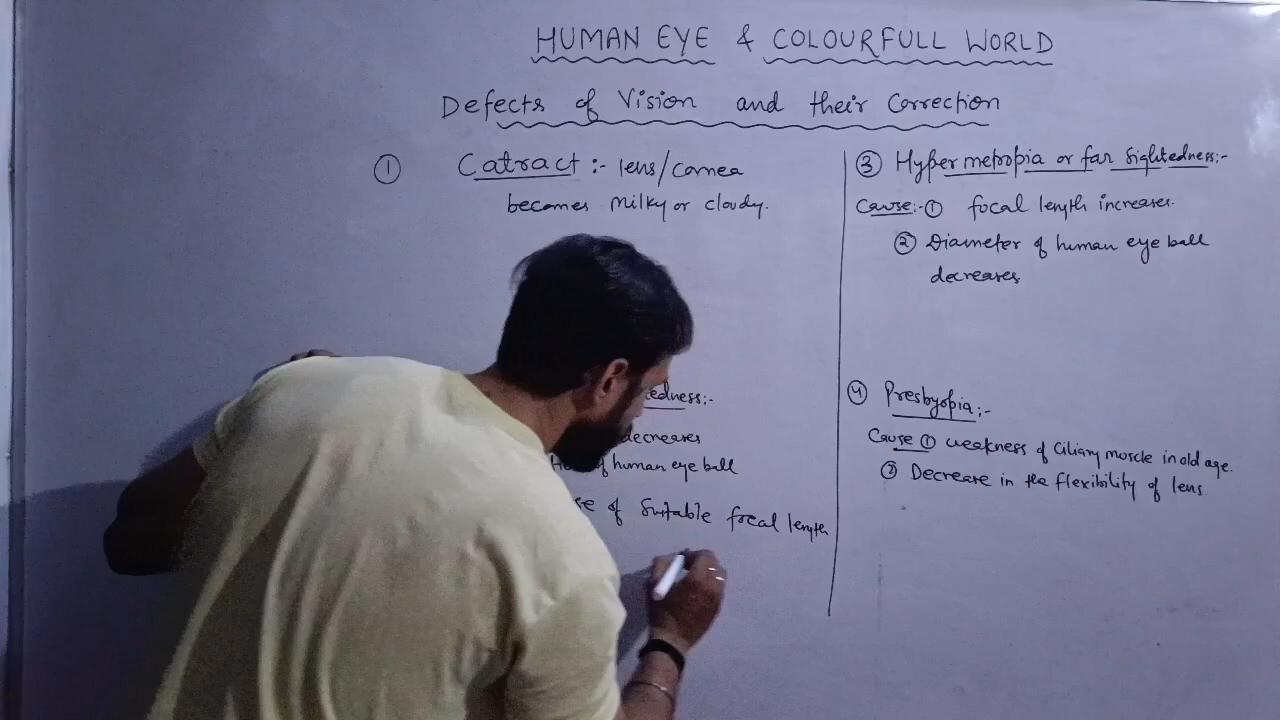 HUMAN EYE & COLOURFULL WORLD
Defects of Vision and their Correction
① Catract :- lens/Cornea
becomes Milky or cloudy.
edness:-
decreases
of human eye ball
of Suitable focal length
③ Hypermetropia or far Sightedness:-
Cause:- ① focal length increases.
② Diameter of human eye ball
decreases
④ Presbyopia:-
Cause ① weakness of Ciliary muscle in old age.
② Decrease in the flexibility of lens.